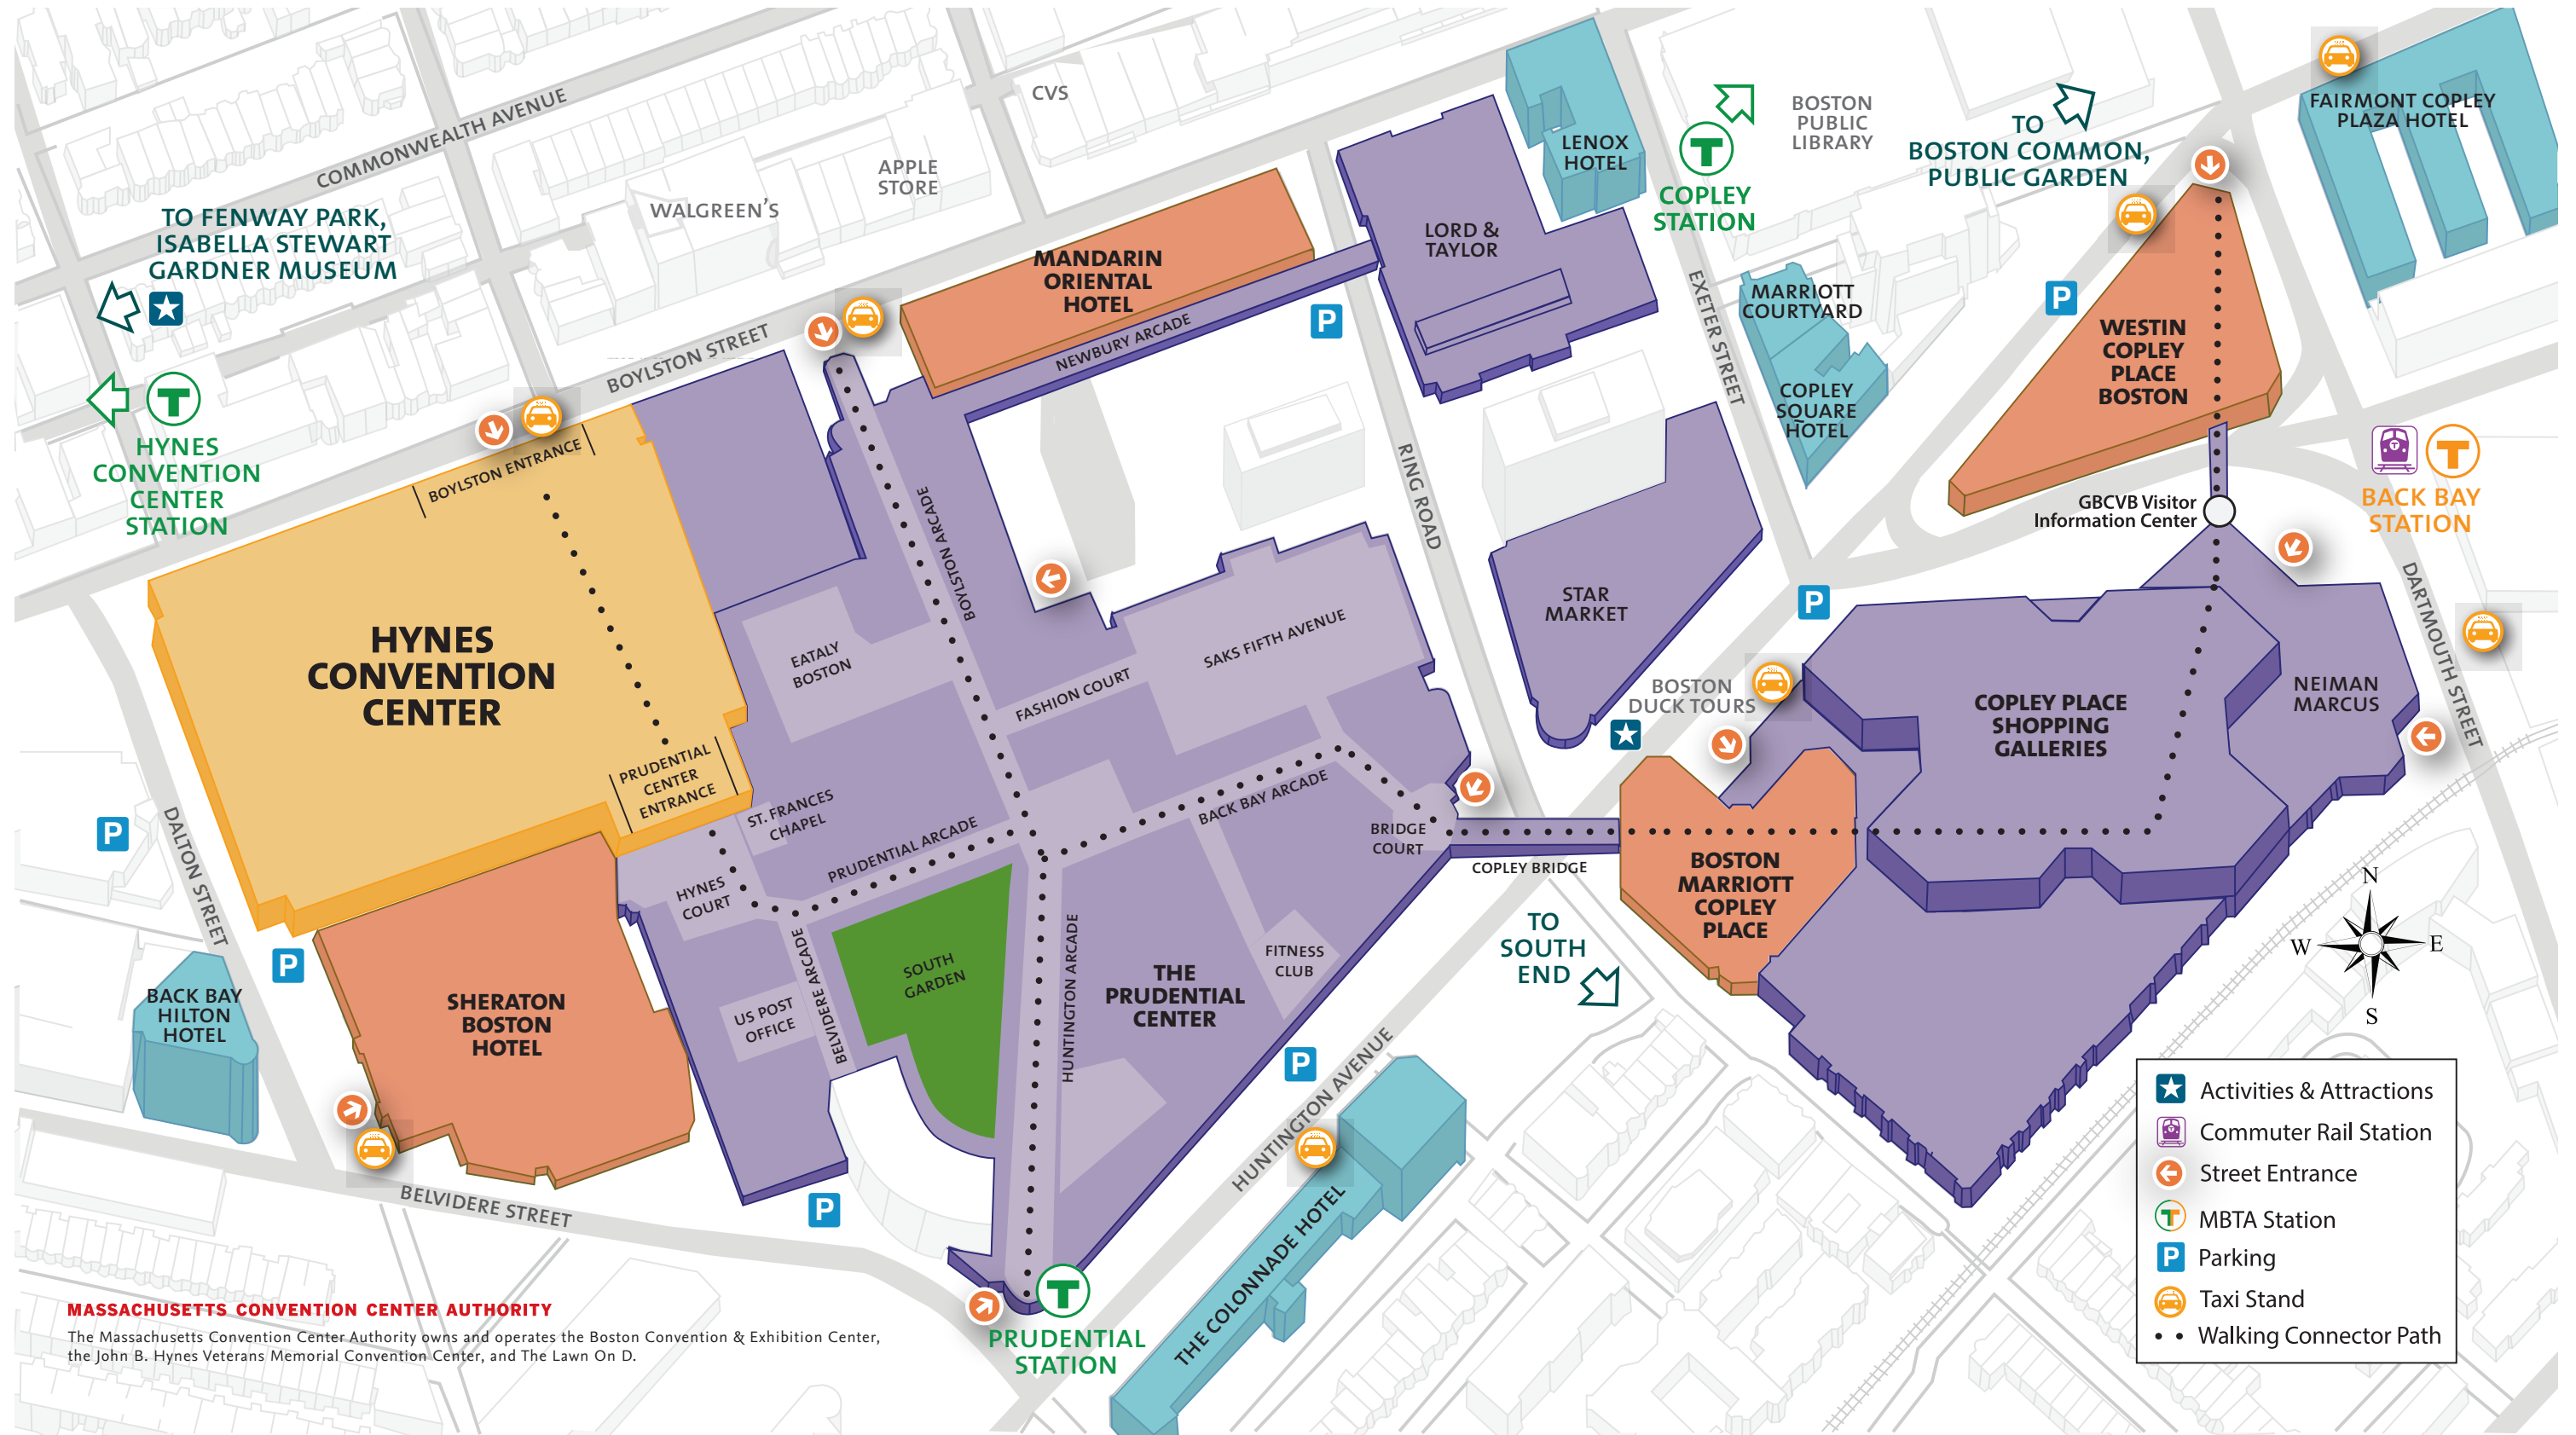 COMMONWEALTH AVENUE
CVS
APPLE
STORE
WALGREEN'S
TO FENWAY PARK,
ISABELLA STEWART
GARDNER MUSEUM
HYNES
CONVENTION
CENTER
STATION
BOYLSTON STREET
MANDARIN
ORIENTAL
HOTEL
NEWBURY ARCADE
LORD &
TAYLOR
LENOX
HOTEL
COPLEY
STATION
BOSTON
PUBLIC
LIBRARY
TO
BOSTON COMMON,
PUBLIC GARDEN
FAIRMONT COPLEY
PLAZA HOTEL
EXETER STREET
MARRIOTT
COURTYARD
COPLEY
SQUARE
HOTEL
WESTIN
COPLEY
PLACE
BOSTON
GBCVB Visitor
Information Center
BACK BAY
STATION
DARTMOUTH STREET
BOYLSTON ENTRANCE
HYNES
CONVENTION
CENTER
PRUDENTIAL
CENTER
ENTRANCE
BOYLSTON ARCADE
EATALY
BOSTON
FASHION COURT
SAKS FIFTH AVENUE
RING ROAD
STAR
MARKET
BOSTON
DUCK TOURS
COPLEY PLACE
SHOPPING
GALLERIES
NEIMAN
MARCUS
ST. FRANCES
CHAPEL
PRUDENTIAL ARCADE
BACK BAY ARCADE
BRIDGE
COURT
COPLEY BRIDGE
BOSTON
MARRIOTT
COPLEY
PLACE
DALTON STREET
HYNES
COURT
BELVIDERE ARCADE
SOUTH
GARDEN
HUNTINGTON ARCADE
THE
PRUDENTIAL
CENTER
FITNESS
CLUB
TO
SOUTH
END
BACK BAY
HILTON
HOTEL
SHERATON
BOSTON
HOTEL
US POST
OFFICE
HUNTINGTON AVENUE
BELVIDERE STREET
THE COLONNADE HOTEL
PRUDENTIAL
STATION
N
W
E
S
Activities & Attractions
Commuter Rail Station
Street Entrance
MBTA Station
P Parking
Taxi Stand
Walking Connector Path
MASSACHUSETTS CONVENTION CENTER AUTHORITY
The Massachusetts Convention Center Authority owns and operates the Boston Convention & Exhibition Center,
the John B. Hynes Veterans Memorial Convention Center, and The Lawn On D.